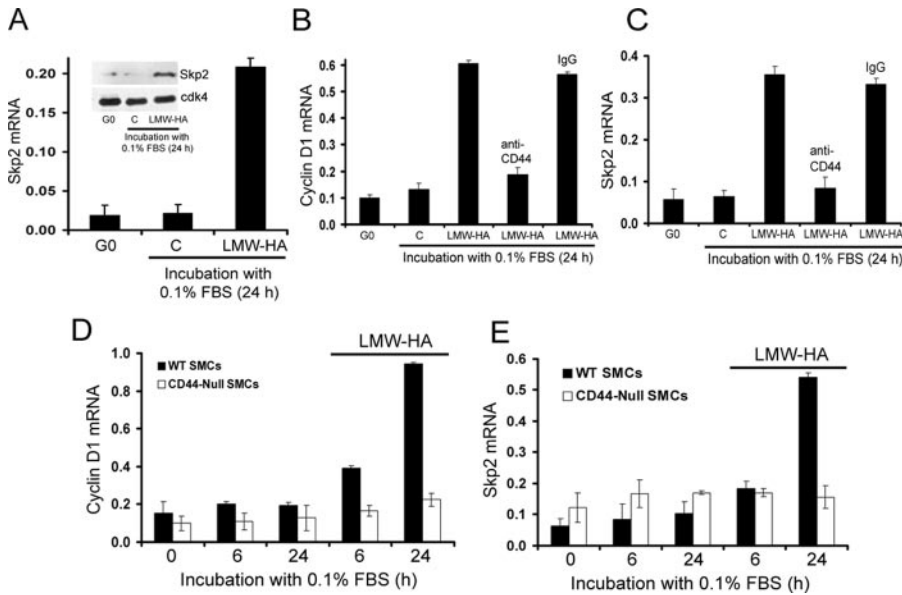 A
Skp2 mRNA
0.20
0.15
0.10
0.05
0.00
Skp2
cdk4
G0 C LMW-HA
Incubation with
0.1% FBS (24 h)
G0 C LMW-HA
Incubation with
0.1% FBS (24 h)
B
Cyclin D1 mRNA
0.6
0.5
0.4
0.3
0.2
0.1
0.0
anti-
CD44
IgG
G0 C LMW-HA LMW-HA LMW-HA
Incubation with 0.1% FBS (24 h)
C
Skp2 mRNA
0.4
0.3
0.2
0.1
0.0
anti-
CD44
IgG
G0 C LMW-HA LMW-HA LMW-HA
Incubation with 0.1% FBS (24 h)
D
LMW-HA
WT SMCs
CD44-Null SMCs
Cyclin D1 mRNA
1.0
0.8
0.6
0.4
0.2
0.0
0 6 24 6 24
Incubation with 0.1% FBS (h)
E
LMW-HA
WT SMCs
CD44-Null SMCs
Skp2 mRNA
0.6
0.5
0.4
0.3
0.2
0.1
0.0
0 6 24 6 24
Incubation with 0.1% FBS (h)